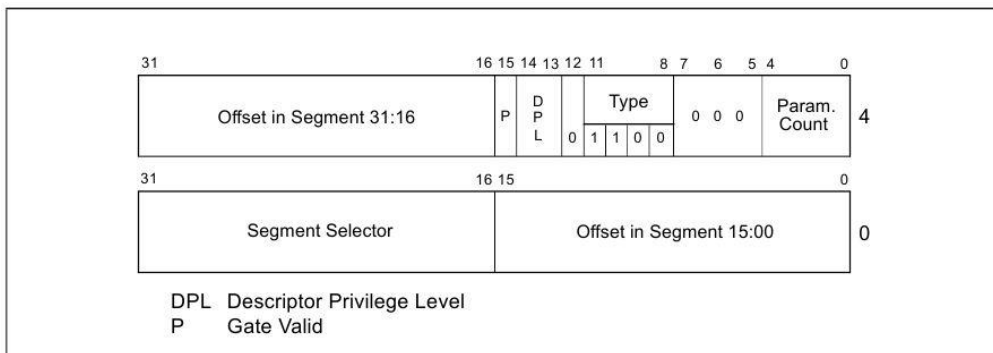 31 16 15 14 13 12 11 8 7 6 5 4 0
Offset in Segment 31:16 P D P L 0 Type 1 1 0 0 0 0 0 Param. Count 4
31 16 15 0
Segment Selector Offset in Segment 15:00 0
DPL Descriptor Privilege Level
P Gate Valid